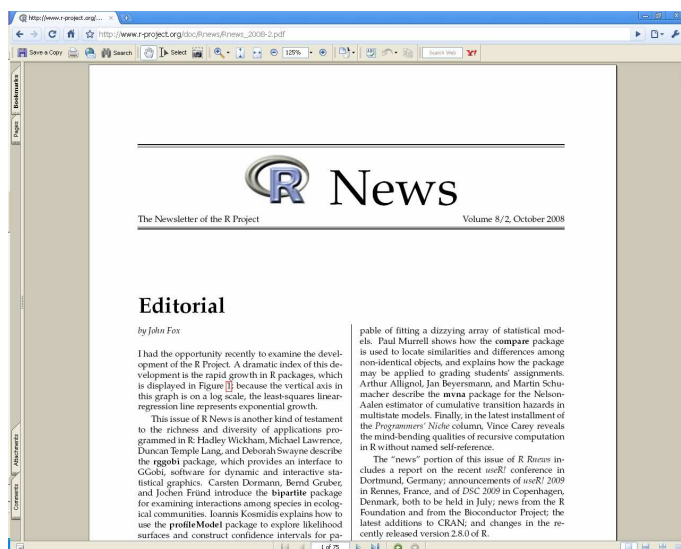 http://www.r-project.org/...
http://www.r-project.org/doc/Rnews/Rnews_2008-2.pdf
Save a Copy Search Select 125% Search Web
Bookmarks
Pages
Attachments
Comments
R News
The Newsletter of the R Project Volume 8/2, October 2008
Editorial
by John Fox
I had the opportunity recently to examine the devel-
opment of the R Project. A dramatic index of this de-
velopment is the rapid growth in R packages, which
is displayed in Figure 1; because the vertical axis in
this graph is on a log scale, the least-squares linear-
regression line represents exponential growth.
This issue of R News is another kind of testament
to the richness and diversity of applications pro-
grammed in R: Hadley Wickham, Michael Lawrence,
Duncan Temple Lang, and Deborah Swayne describe
the rggobi package, which provides an interface to
GGobi, software for dynamic and interactive sta-
tistical graphics. Carsten Dormann, Bernd Gruber,
and Jochen Fründ introduce the bipartite package
for examining interactions among species in ecolog-
ical communities. Ioannis Kosmidis explains how to
use the profileModel package to explore likelihood
surfaces and construct confidence intervals for pa-
pable of fitting a dizzying array of statistical mod-
els. Paul Murrell shows how the compare package
is used to locate similarities and differences among
non-identical objects, and explains how the package
may be applied to grading students' assignments.
Arthur Allignol, Jan Beyersmann, and Martin Schu-
macher describe the mvna package for the Nelson-
Aalen estimator of cumulative transition hazards in
multistate models. Finally, in the latest installment of
the Programmers' Niche column, Vince Carey reveals
the mind-bending qualities of recursive computation
in R without named self-reference.
The "news" portion of this issue of R Rnews in-
cludes a report on the recent useR! conference in
Dortmund, Germany; announcements of useR! 2009
in Rennes, France, and of DSC 2009 in Copenhagen,
Denmark, both to be held in July; news from the R
Foundation and from the Bioconductor Project; the
latest additions to CRAN; and changes in the re-
cently released version 2.8.0 of R.
1 of 75